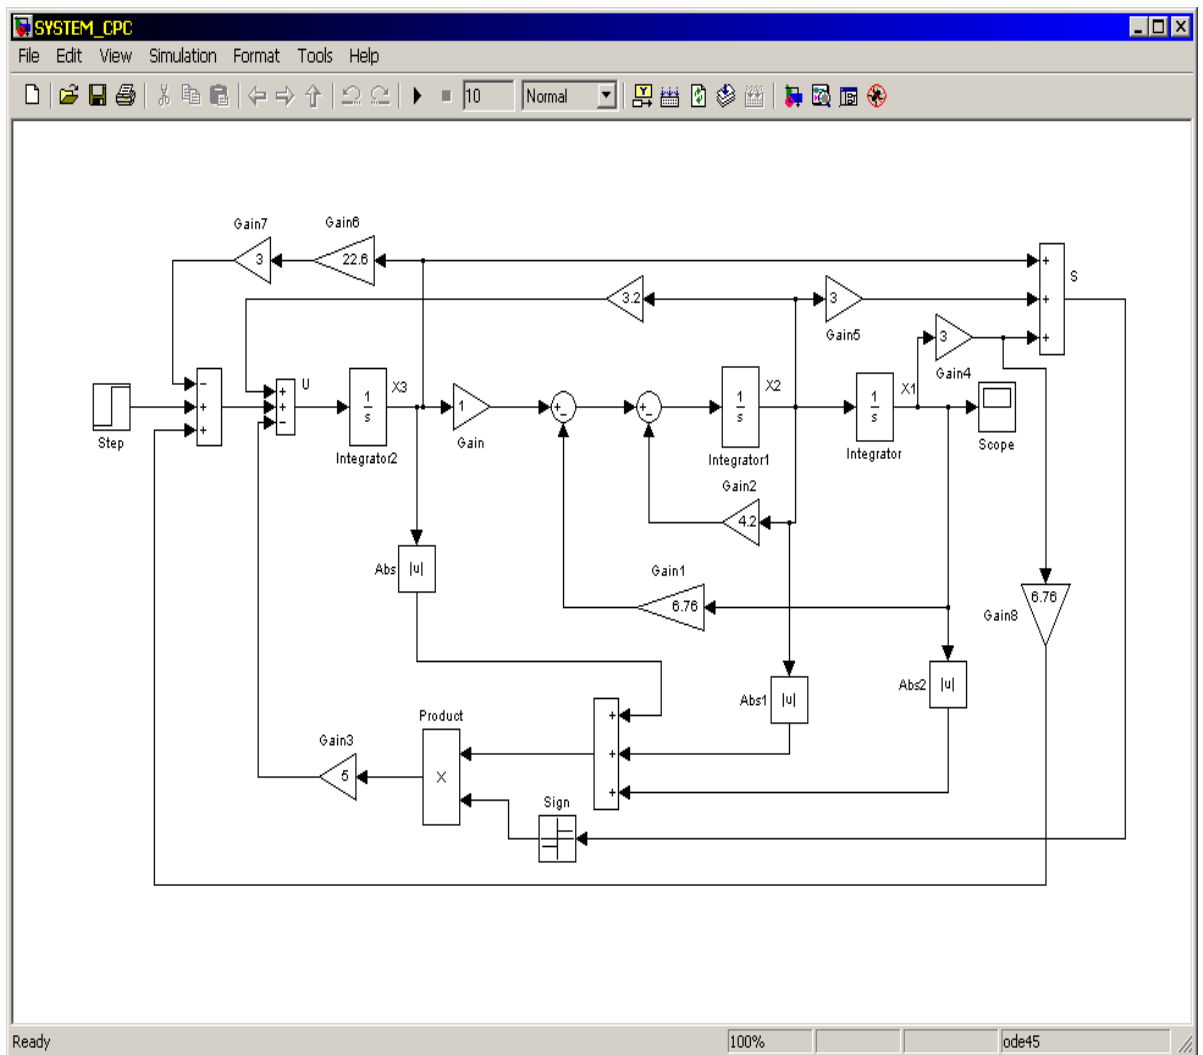 SYSTEM_CPC
File Edit View Simulation Format Tools Help
10 Normal
Gain7 Gain6
3 22.6
+ S
3.2 3 +
Gain5
3 +
Gain4
Step
− + +
+ + − U
1 s X3
Integrator2
1
Gain
+ −
+ −
1 s X2
Integrator1
1 s X1
Integrator
Scope
Gain2
4.2
Abs |u|
Gain1
6.76
6.76
Gain8
Abs1 |u|
Abs2 |u|
Product
X
+
+
+
Gain3
5
Sign
Ready 100% ode45